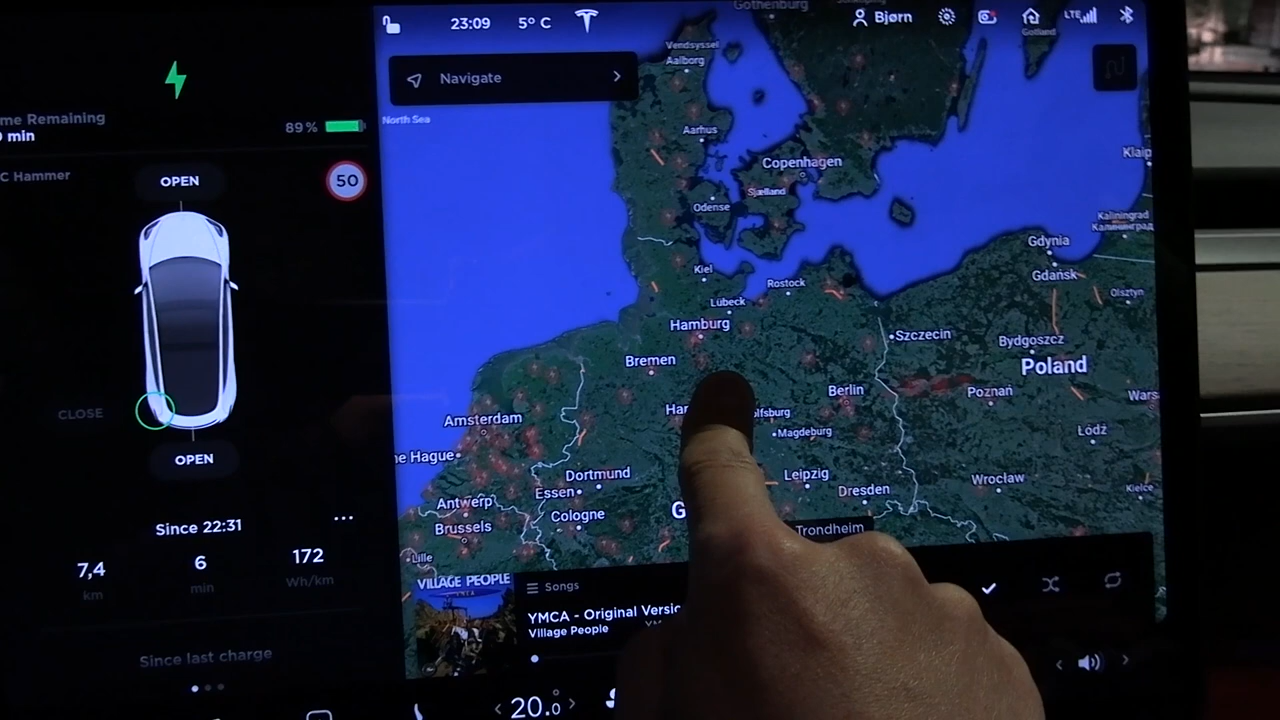 23:09
5° C
Bjørn
LTE
Navigate
me Remaining
min
89 %
C Hammer
OPEN
50
CLOSE
OPEN
Since 22:31
7,4
km
6
min
172
Wh/km
Since last charge
Gothenburg
Gotland
Vendsyssel
Aalborg
North Sea
Aarhus
Copenhagen
Klaip
Sjælland
Odense
Kaliningrad
Калининград
Gdynia
Kiel
Gdańsk
Rostock
Olsztyn
Lübeck
Hamburg
Szczecin
Bydgoszcz
Bremen
Poland
Berlin
Poznań
Wars
Har
olfsburg
Amsterdam
Magdeburg
Łódź
he Hague
Dortmund
Leipzig
Wrocław
Essen
Dresden
Kielce
Antwerp
Cologne
G
Brussels
Trondheim
Lille
VILLAGE PEOPLE
YMCA
Songs
YMCA - Original Versio
Village People
YM
20.0